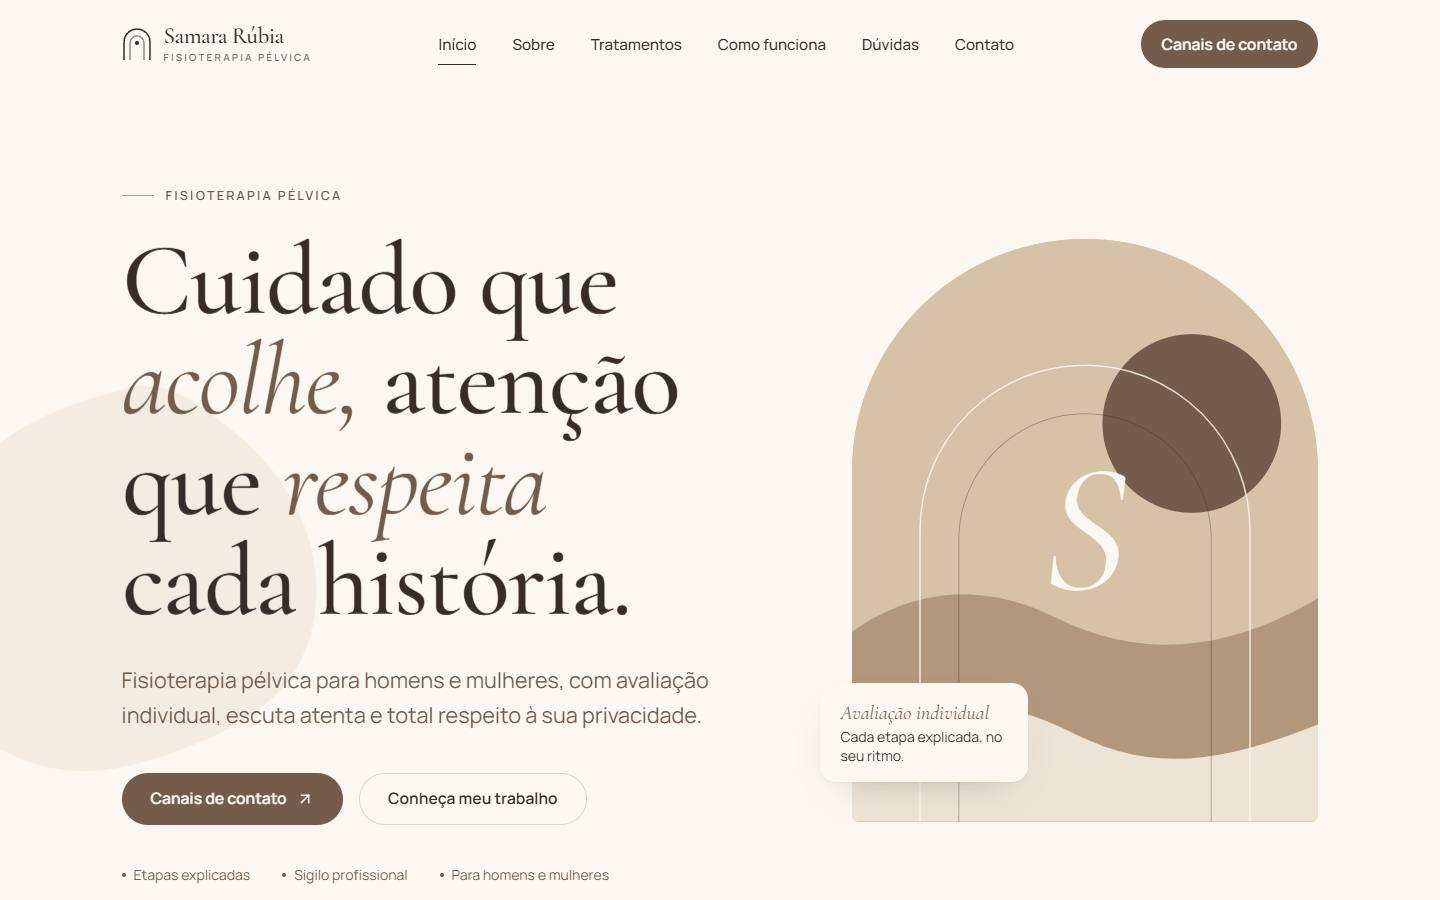 Samara Rúbia
FISIOTERAPIA PÉLVICA
Início
Sobre
Tratamentos
Como funciona
Dúvidas
Contato
Canais de contato
FISIOTERAPIA PÉLVICA
Cuidado que
acolhe, atenção
que respeita
cada história.
Fisioterapia pélvica para homens e mulheres, com avaliação
individual, escuta atenta e total respeito à sua privacidade.
Canais de contato
Conheça meu trabalho
Etapas explicadas
Sigilo profissional
Para homens e mulheres
S
Avaliação individual
Cada etapa explicada, no
seu ritmo.